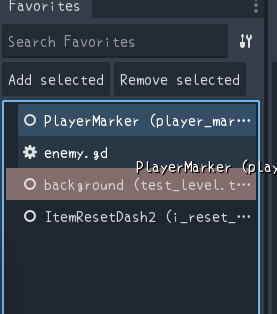 Favorites
Search Favorites
Add selected Remove selected
PlayerMarker (player_mar···
enemy.gd
PlayerMarker (play
background (test_level.t···
ItemResetDash2 (i_reset_···